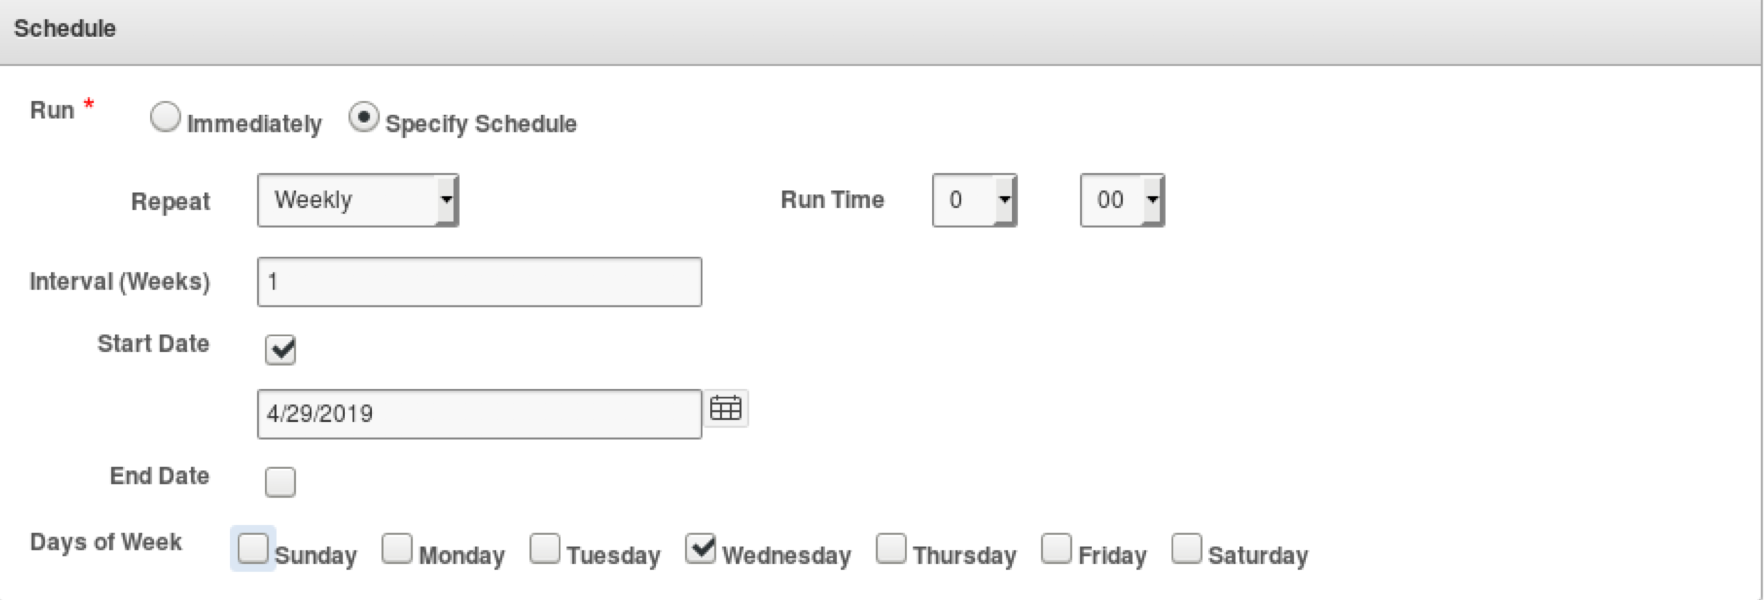 Schedule
Run * Immediately Specify Schedule
Repeat Weekly Run Time 0 00
Interval (Weeks) 1
Start Date
4/29/2019
End Date
Days of Week Sunday Monday Tuesday Wednesday Thursday Friday Saturday